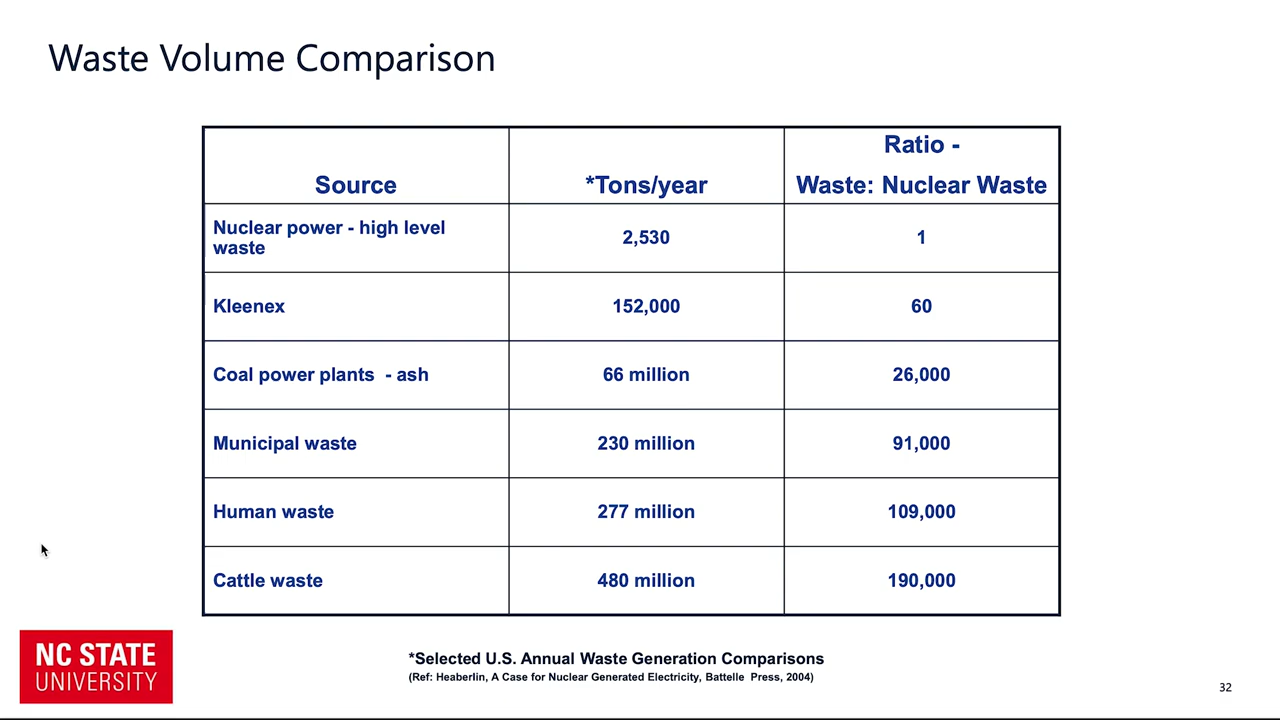 Waste Volume Comparison
Source
*Tons/year
Ratio -
Waste: Nuclear Waste
Nuclear power - high level
waste
2,530
1
Kleenex
152,000
60
Coal power plants - ash
66 million
26,000
Municipal waste
230 million
91,000
Human waste
277 million
109,000
Cattle waste
480 million
190,000
NC STATE
UNIVERSITY
*Selected U.S. Annual Waste Generation Comparisons
(Ref: Heaberlin, A Case for Nuclear Generated Electricity, Battelle Press, 2004)
32